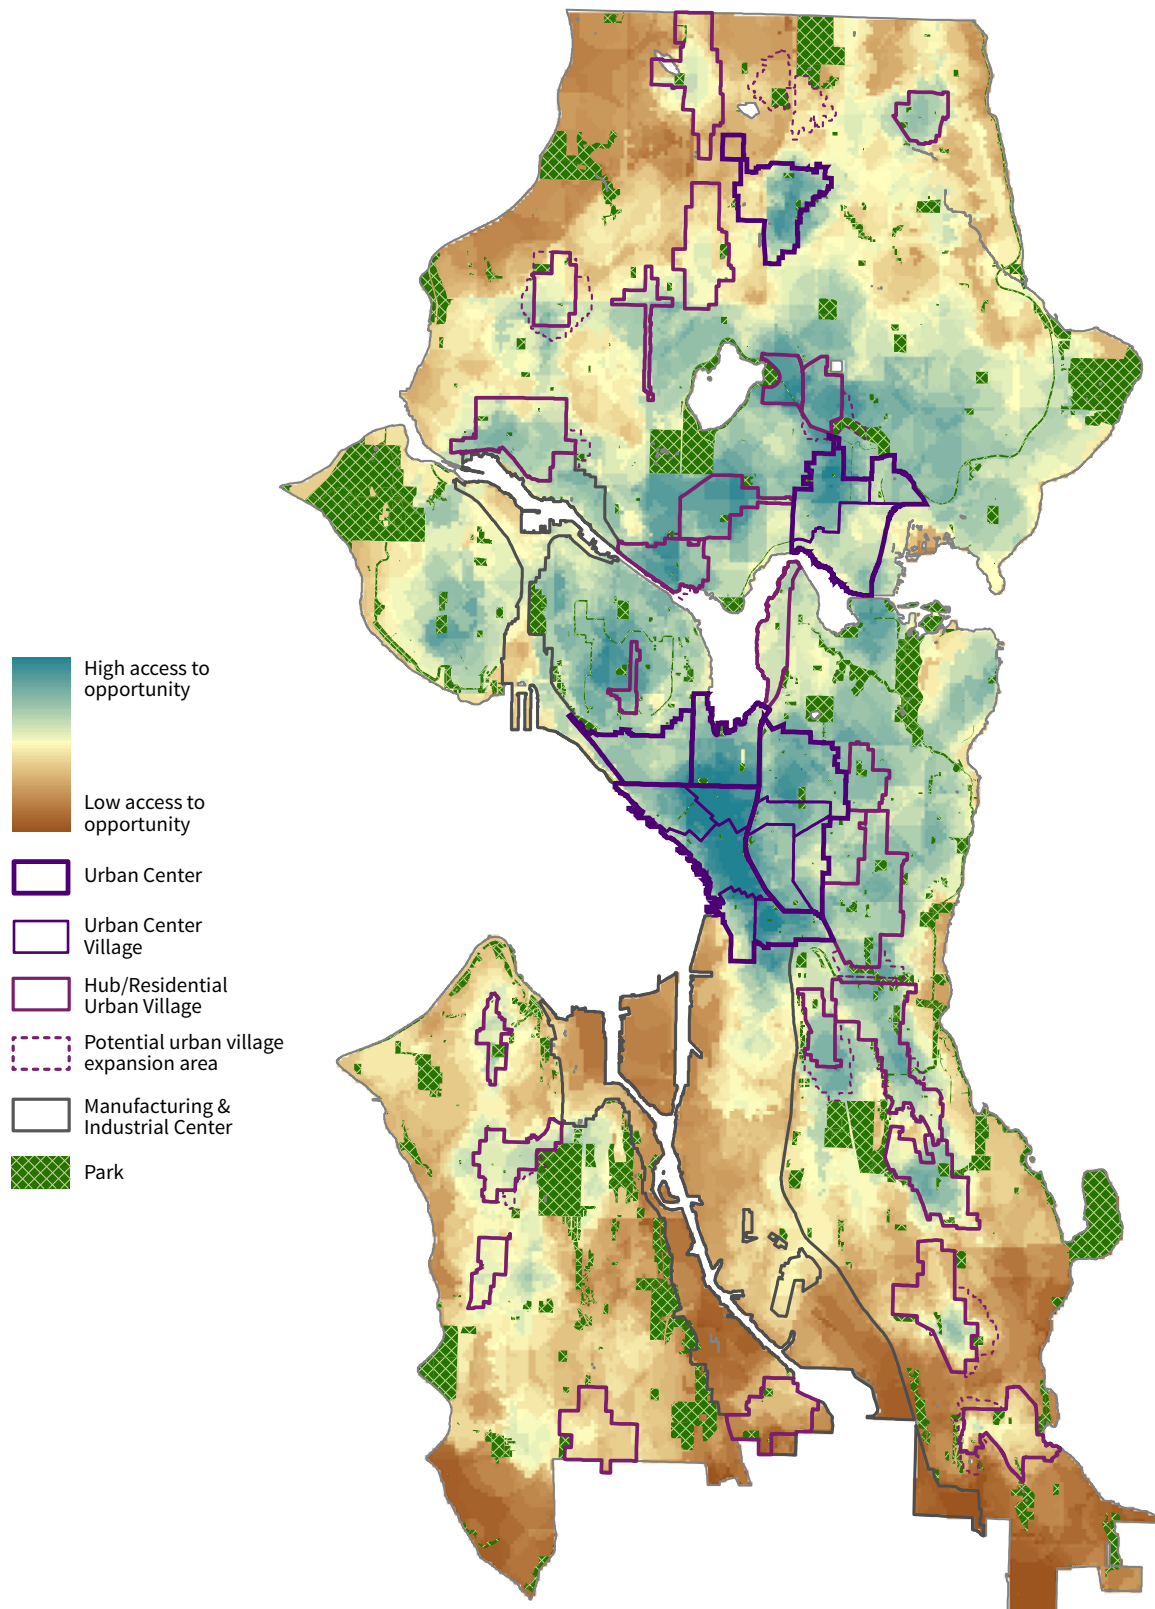 High access to
opportunity
Low access to
opportunity
Urban Center
Urban Center
Village
Hub/Residential
Urban Village
Potential urban village
expansion area
Manufacturing &
Industrial Center
Park